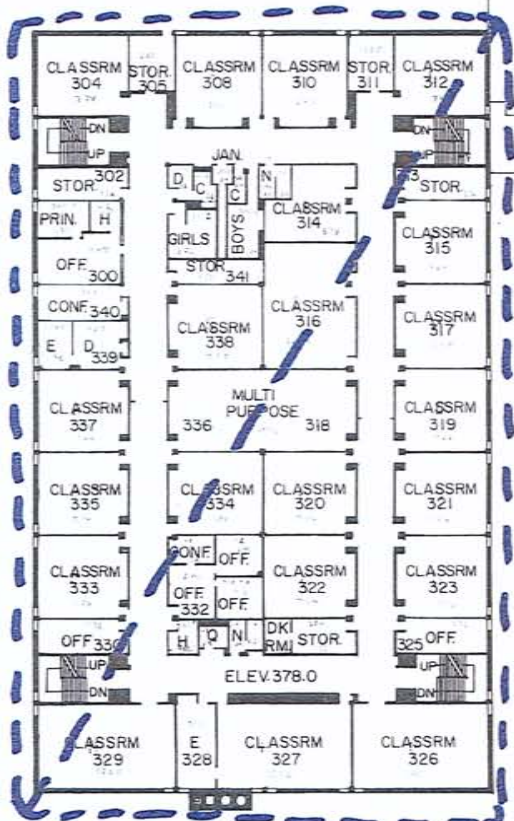 CLASSRM
304
STOR.
305
CLASSRM
308
CLASSRM
310
STOR.
311
CLASSRM
312
DN
UP
DN
UP
JAN.
302
STOR.
D.
C
C
N
STOR.
PRIN.
H
GIRLS
BOYS
CLASSRM
314
CLASSRM
315
OFF. 300
STOR. 341
CONF. 340
CLASSRM
338
CLASSRM
316
CLASSRM
317
E
D
339
CLASSRM
337
MULTI
PURPOSE
336
318
CLASSRM
319
CLASSRM
335
CLASSRM
334
CLASSRM
320
CLASSRM
321
CLASSRM
333
CONF.
OFF.
OFF.
332
OFF.
CLASSRM
322
CLASSRM
323
OFF. 330
H
Q
N
DK
RM
STOR.
325
OFF.
UP
DN
ELEV. 378.0
UP
DN
CLASSRM
329
E
328
CLASSRM
327
CLASSRM
326